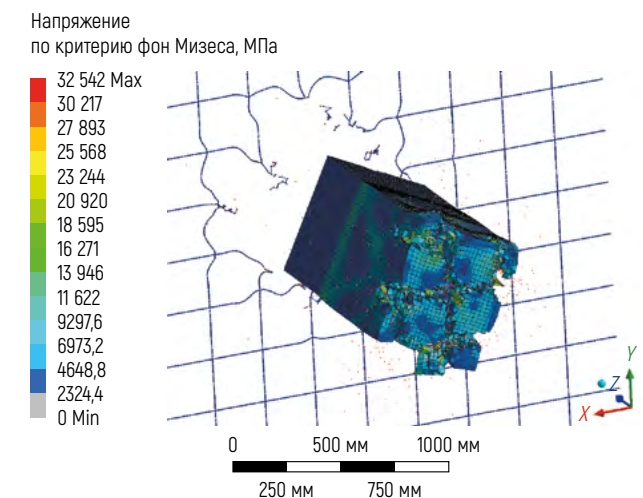 Напряжение
по критерию фон Мизеса, МПа
32 542 Max
30 217
27 893
25 568
23 244
20 920
18 595
16 271
13 946
11 622
9297,6
6973,2
4648,8
2324,4
0 Min
Y
Z
X
0 500 мм 1000 мм
250 мм 750 мм